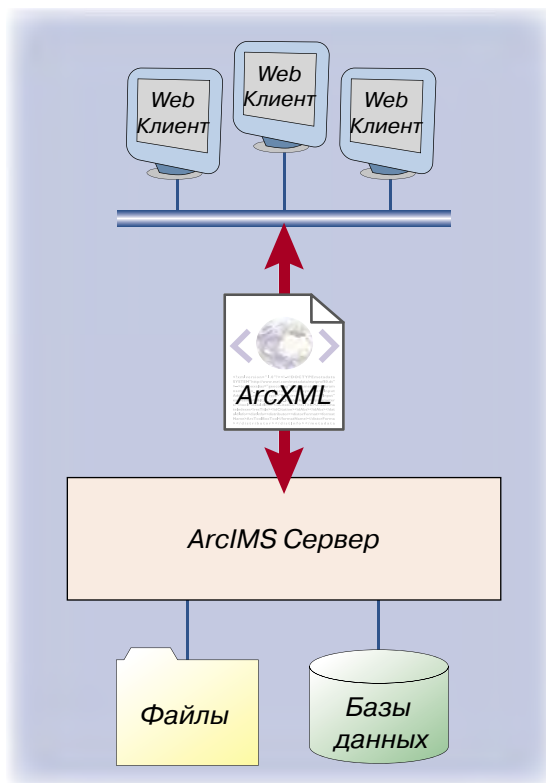 Web
Клиент
Web
Клиент
Web
Клиент
ArcXML
ArcIMS Сервер
Файлы
Базы
данных